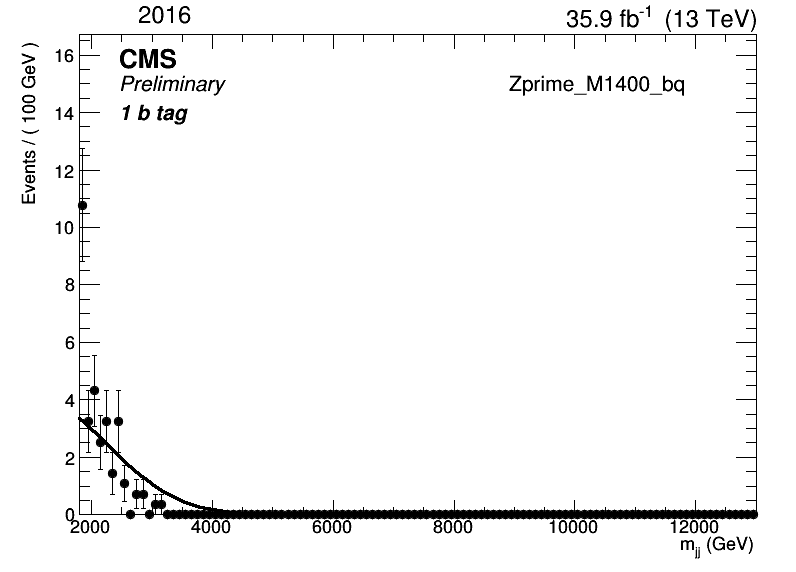 2016
35.9 fb⁻¹ (13 TeV)
CMS
Preliminary
1 b tag
Zprime_M1400_bq
Events / ( 100 GeV )
16
14
12
10
8
6
4
2
0
2000 4000 6000 8000 10000 12000
m_jj (GeV)